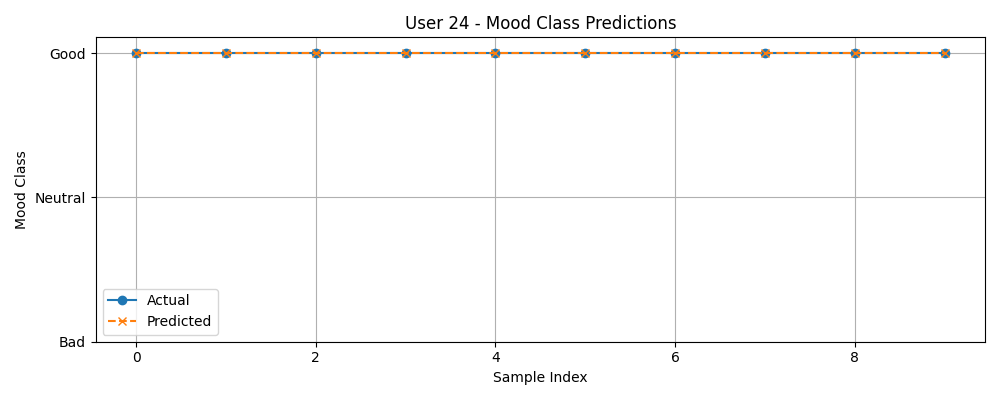 User 24 - Mood Class Predictions
Good
Neutral
Bad
Mood Class
Actual
Predicted
0
2
4
6
8
Sample Index